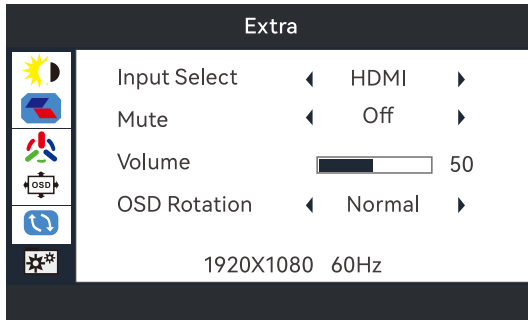 Extra
Input Select HDMI
Mute Off
Volume 50
OSD
OSD Rotation Normal
1920X1080 60Hz